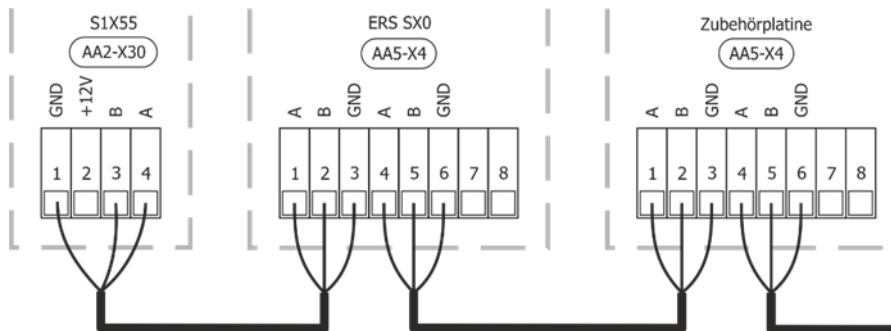 S1X55
AA2-X30
GND
+12V
B
A
1
2
3
4
ERS SX0
AA5-X4
A
B
GND
A
B
GND
1
2
3
4
5
6
7
8
Zubehörplatine
AA5-X4
A
B
GND
A
B
GND
1
2
3
4
5
6
7
8